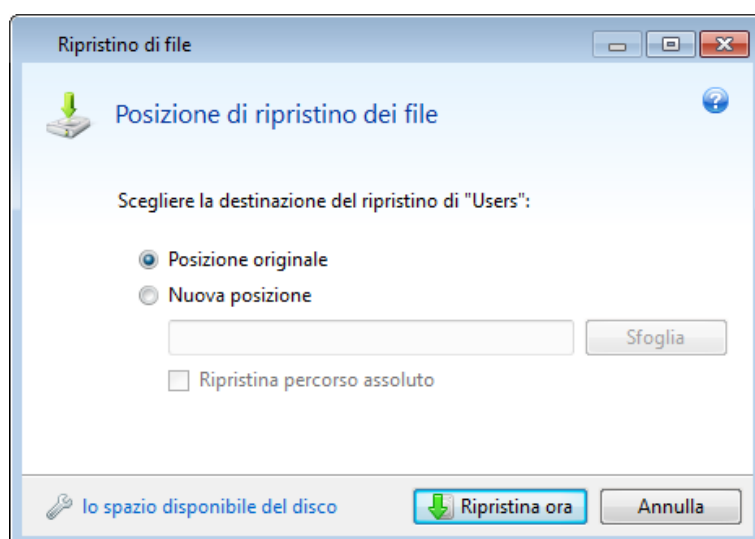 Ripristino di file
Posizione di ripristino dei file
Scegliere la destinazione del ripristino di "Users":
Posizione originale
Nuova posizione
Sfoglia
Ripristina percorso assoluto
lo spazio disponibile del disco
Ripristina ora
Annulla